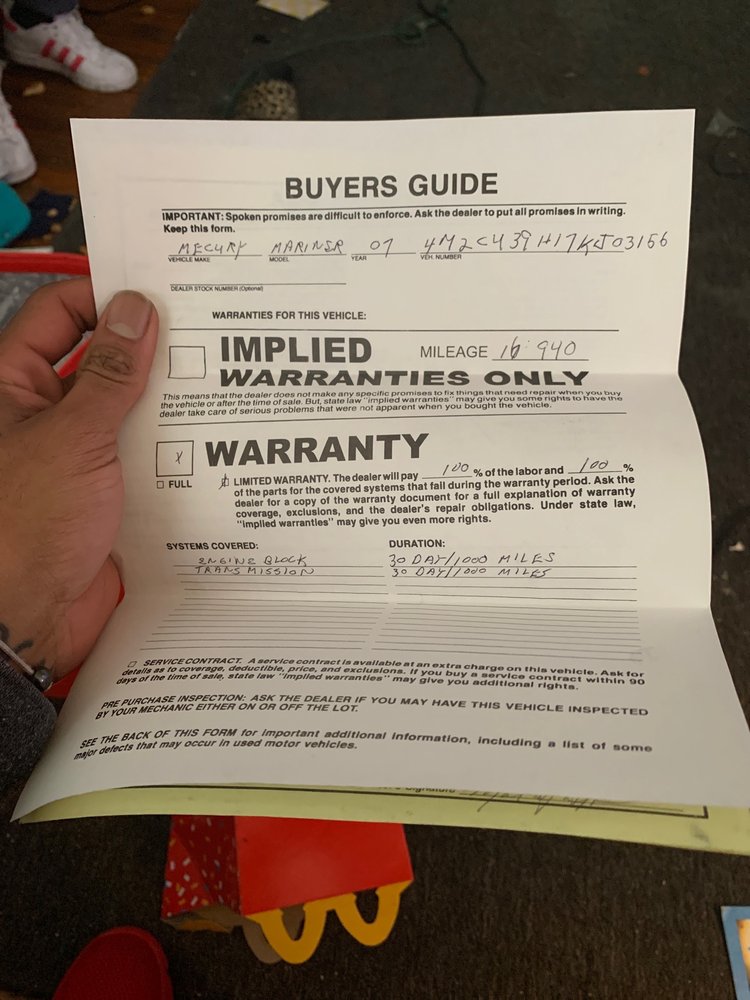 BUYERS GUIDE
IMPORTANT: Spoken promises are difficult to enforce. Ask the dealer to put all promises in writing.
Keep this form.
MECURY MARINER 07 4M2CU39H17KJ03156
VEHICLE MAKE MODEL YEAR VEH. NUMBER
DEALER STOCK NUMBER (Optional)
WARRANTIES FOR THIS VEHICLE:
IMPLIED MILEAGE 16 940
WARRANTIES ONLY
This means that the dealer does not make any specific promises to fix things that need repair when you buy
the vehicle or after the time of sale. But, state law "implied warranties" may give you some rights to have the
dealer take care of serious problems that were not apparent when you bought the vehicle.
X WARRANTY
FULL LIMITED WARRANTY. The dealer will pay 100 % of the labor and 100 %
of the parts for the covered systems that fail during the warranty period. Ask the
dealer for a copy of the warranty document for a full explanation of warranty
coverage, exclusions, and the dealer's repair obligations. Under state law,
"implied warranties" may give you even more rights.
SYSTEMS COVERED: DURATION:
ENGINE BLOCK 30 DAY/1000 MILES
TRANSMISSION 30 DAY/1000 MILES
SERVICE CONTRACT. A service contract is available at an extra charge on this vehicle. Ask for
details as to coverage, deductible, price, and exclusions. If you buy a service contract within 90
days of the time of sale, state law "implied warranties" may give you additional rights.
PRE PURCHASE INSPECTION: ASK THE DEALER IF YOU MAY HAVE THIS VEHICLE INSPECTED
BY YOUR MECHANIC EITHER ON OR OFF THE LOT.
SEE THE BACK OF THIS FORM for important additional information, including a list of some
major defects that may occur in used motor vehicles.
Signature